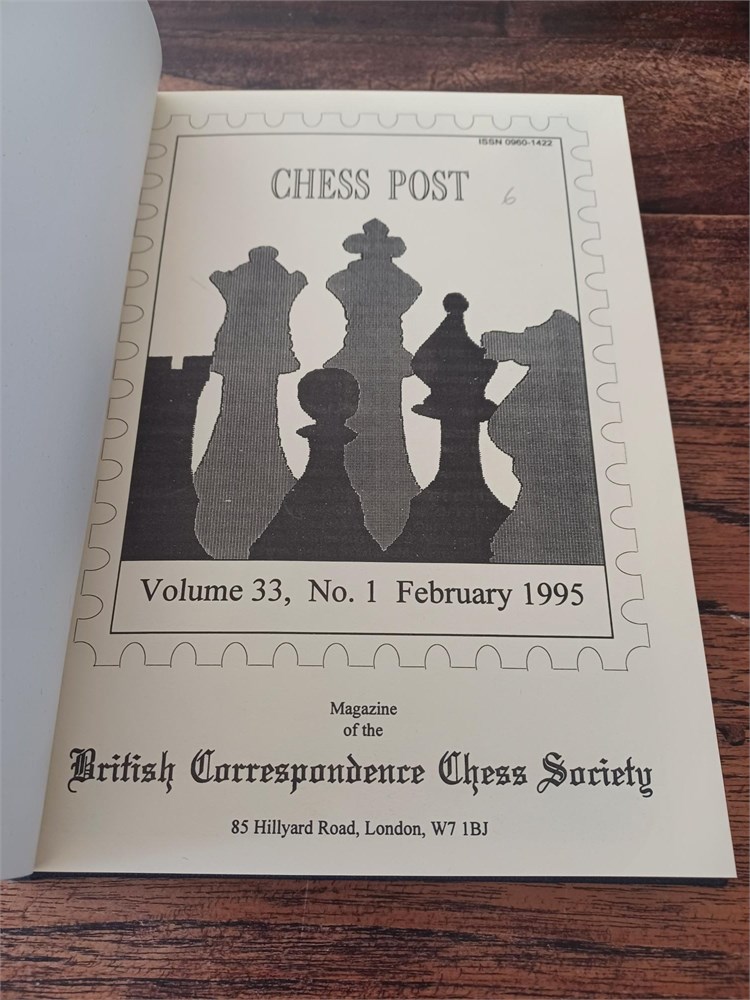 ISSN 0960-1422
CHESS POST
6
Volume 33, No. 1 February 1995
Magazine
of the
British Correspondence Chess Society
85 Hillyard Road, London, W7 1BJ